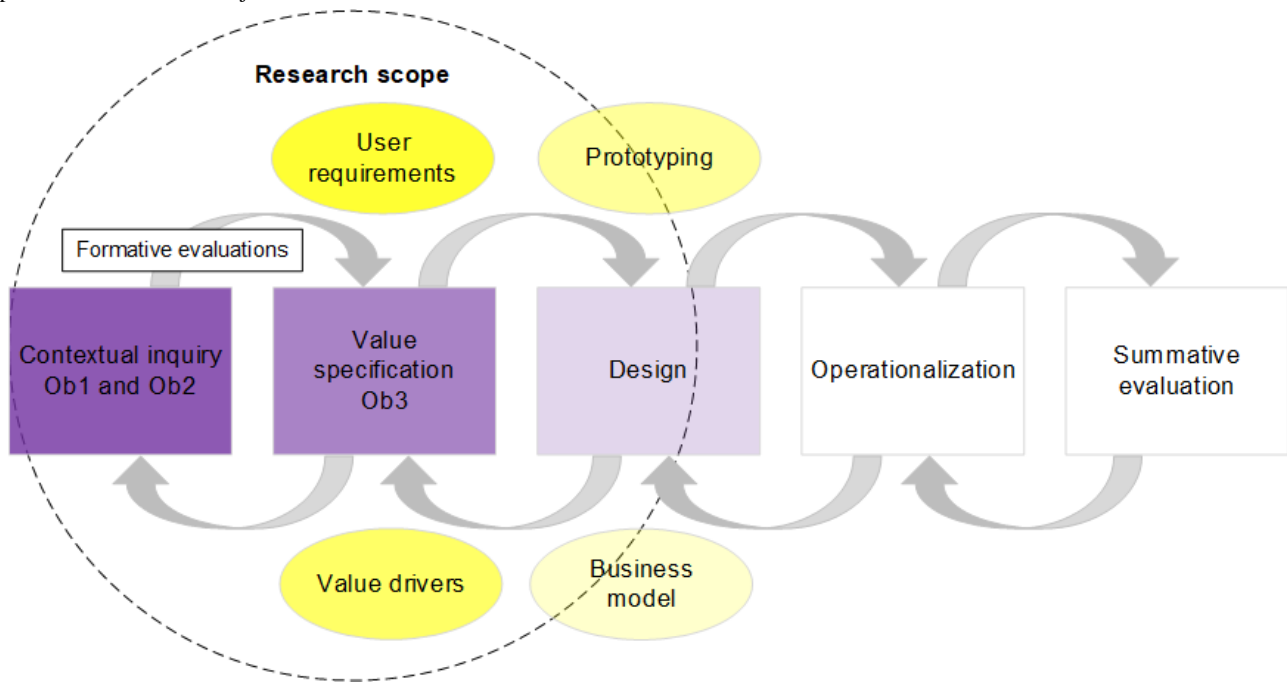 Research scope
User
requirements
Prototyping
Formative evaluations
Contextual inquiry
Ob1 and Ob2
Value
specification
Ob3
Design
Operationalization
Summative
evaluation
Value drivers
Business
model